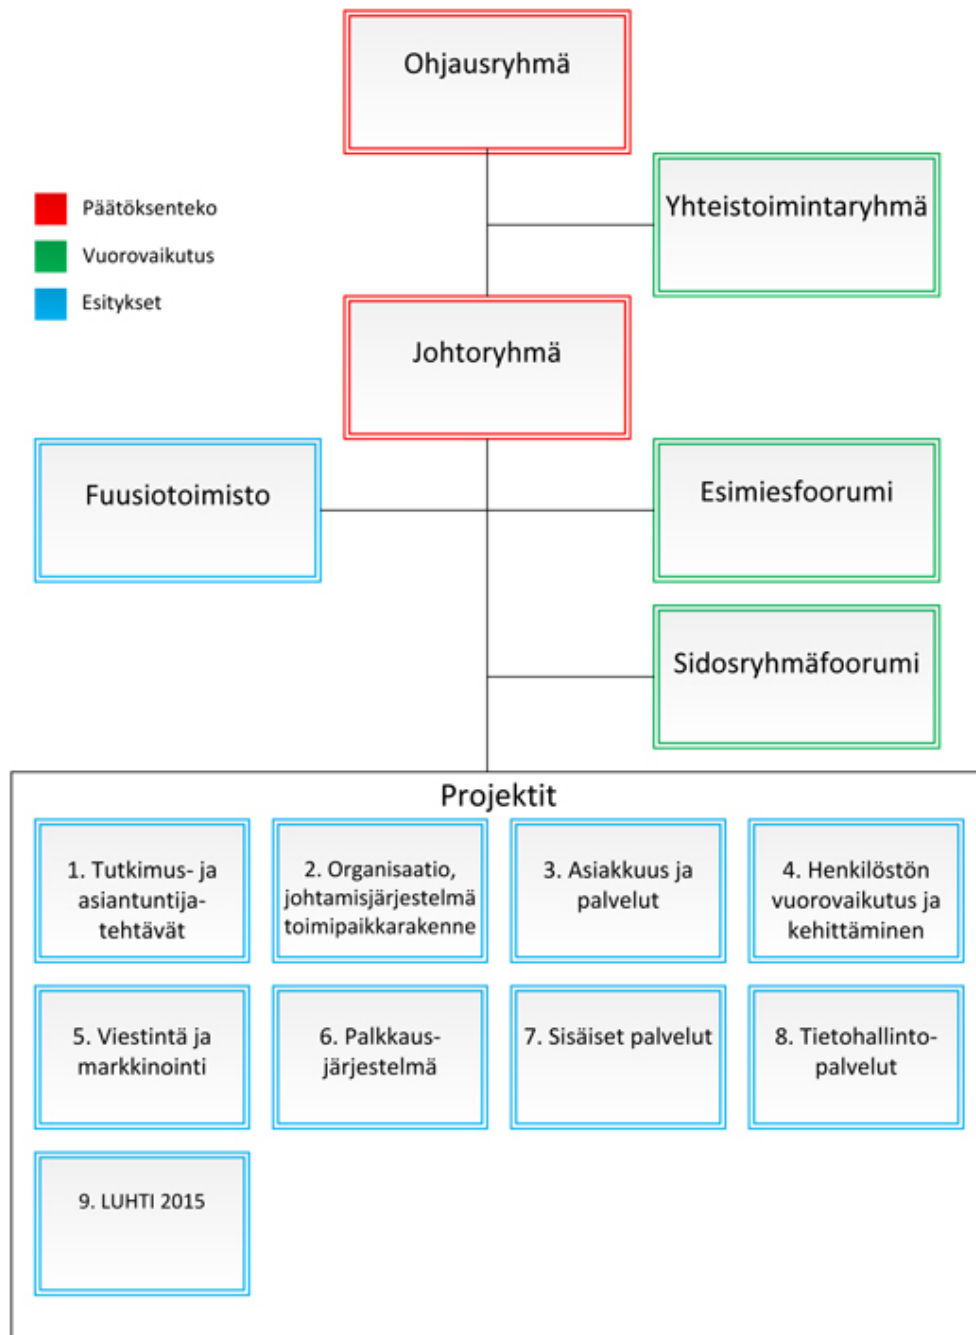 Ohjausryhmä
Päätöksenteko
Vuorovaikutus
Esitykset
Yhteistoimintaryhmä
Johtoryhmä
Fuusiotoimisto
Esimiesfoorumi
Sidosryhmäfoorumi
Projektit
1. Tutkimus- ja
asiantuntija-
tehtävät
2. Organisaatio,
johtamisjärjestelmä
toimipaikkarakenne
3. Asiakkuus ja
palvelut
4. Henkilöstön
vuorovaikutus ja
kehittäminen
5. Viestintä ja
markkinointi
6. Palkkaus-
järjestelmä
7. Sisäiset palvelut
8. Tietohallinto-
palvelut
9. LUHTI 2015